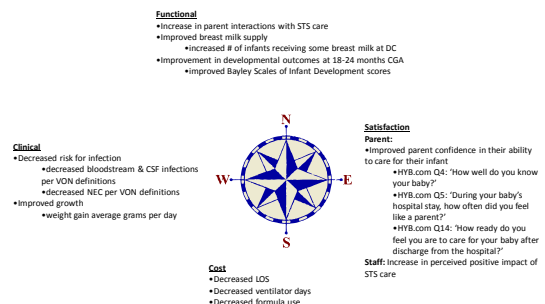 Functional
•Increase in parent interactions with STS care
•Improved breast milk supply
•increased # of infants receiving some breast milk at DC
•Improvement in developmental outcomes at 18-24 months CGA
•improved Bayley Scales of Infant Development scores
N
W
E
S
Clinical
•Decreased risk for infection
•decreased bloodstream & CSF infections
per VON definitions
•decreased NEC per VON definitions
•Improved growth
•weight gain average grams per day
Satisfaction
Parent:
•Improved parent confidence in their ability
to care for their infant
•HYB.com Q4: ‘How well do you know
your baby?’
•HYB.com Q5: ‘During your baby’s
hospital stay, how often did you feel
like a parent?’
•HYB.com Q14: ‘How ready do you
feel you are to care for your baby after
discharge from the hospital?’
Staff: Increase in perceived positive impact of
STS care
Cost
•Decreased LOS
•Decreased ventilator days
•Decreased formula use